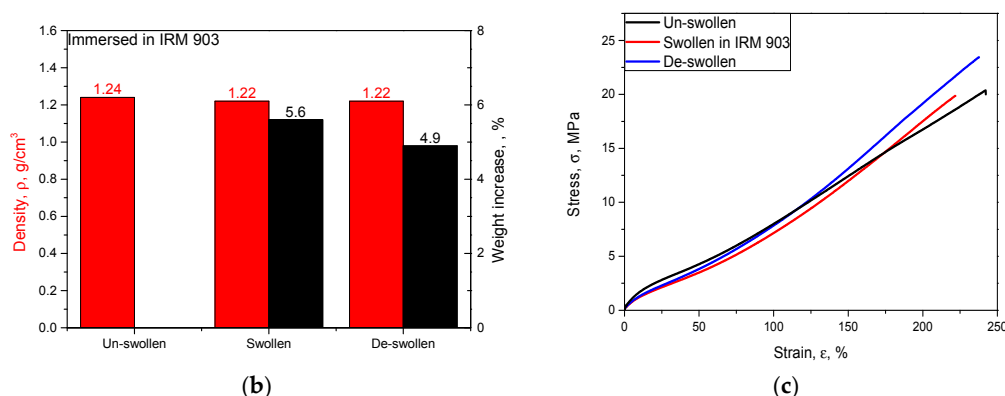 Immersed in IRM 903
Density, ρ, g/cm³
1.6
1.4
1.2
1.0
0.8
0.6
0.4
0.2
0.0
1.24
1.22
5.6
1.22
4.9
8
6
4
2
0
Weight increase, , %
Un-swollen
Swollen
De-swollen
(b)
Un-swollen
Swollen in IRM 903
De-swollen
Stress, σ, MPa
25
20
15
10
5
0
0
50
100
150
200
250
Strain, ε, %
(c)